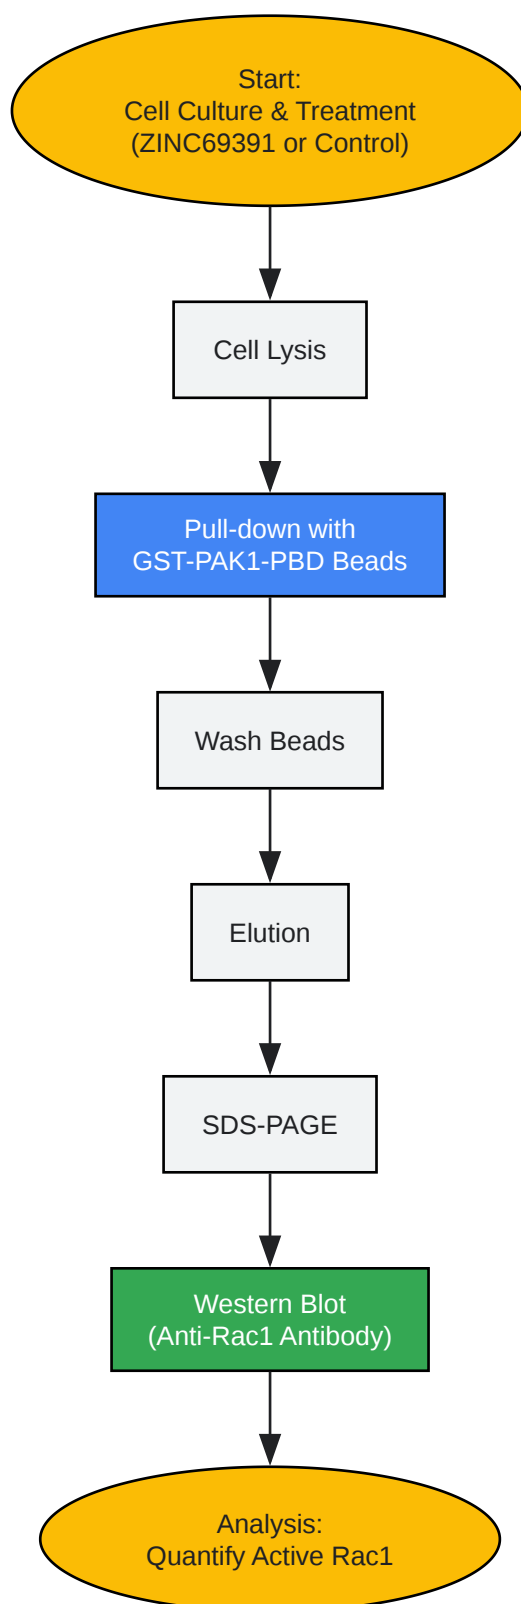 Start:
Cell Culture & Treatment
(ZINC69391 or Control)
Cell Lysis
Pull-down with
GST-PAK1-PBD Beads
Wash Beads
Elution
SDS-PAGE
Western Blot
(Anti-Rac1 Antibody)
Analysis:
Quantify Active Rac1